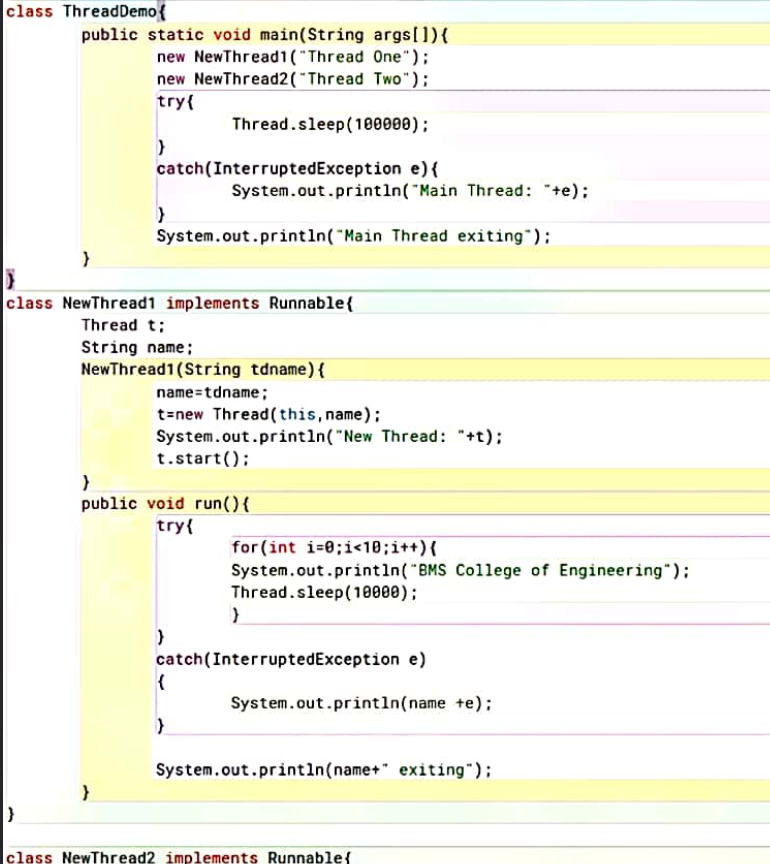 class ThreadDemo{
public static void main(String args[]){
new NewThread1("Thread One");
new NewThread2("Thread Two");
try{
Thread.sleep(100000);
}
catch(InterruptedException e){
System.out.println("Main Thread: "+e);
}
System.out.println("Main Thread exiting");
}
}
class NewThread1 implements Runnable{
Thread t;
String name;
NewThread1(String tdname){
name=tdname;
t=new Thread(this,name);
System.out.println("New Thread: "+t);
t.start();
}
public void run(){
try{
for(int i=0;i<10;i++){
System.out.println("BMS College of Engineering");
Thread.sleep(10000);
}
}
catch(InterruptedException e)
{
System.out.println(name +e);
}
System.out.println(name+" exiting");
}
}
class NewThread2 implements Runnable{